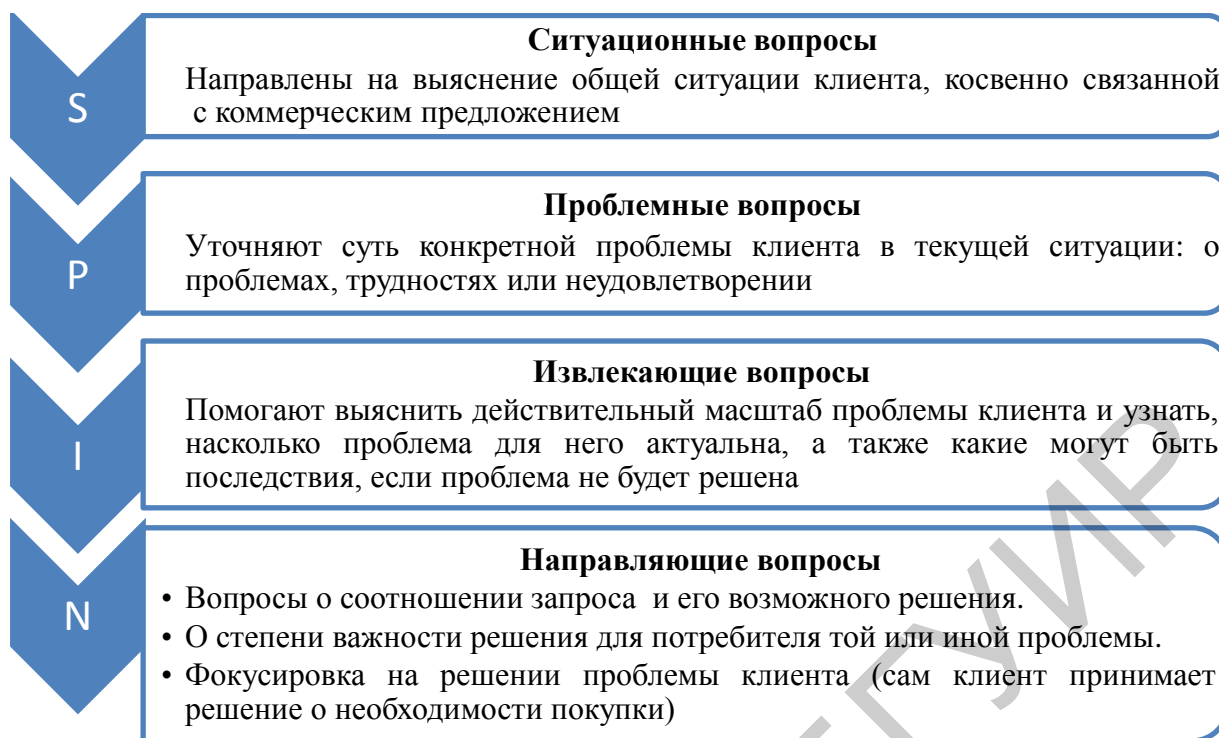 S
Ситуационные вопросы
Направлены на выяснение общей ситуации клиента, косвенно связанной
с коммерческим предложением
P
Проблемные вопросы
Уточняют суть конкретной проблемы клиента в текущей ситуации: о
проблемах, трудностях или неудовлетворении
I
Извлекающие вопросы
Помогают выяснить действительный масштаб проблемы клиента и узнать,
насколько проблема для него актуальна, а также какие могут быть
последствия, если проблема не будет решена
N
Направляющие вопросы
• Вопросы о соотношении запроса и его возможного решения.
• О степени важности решения для потребителя той или иной проблемы.
• Фокусировка на решении проблемы клиента (сам клиент принимает
решение о необходимости покупки)
ГУИР